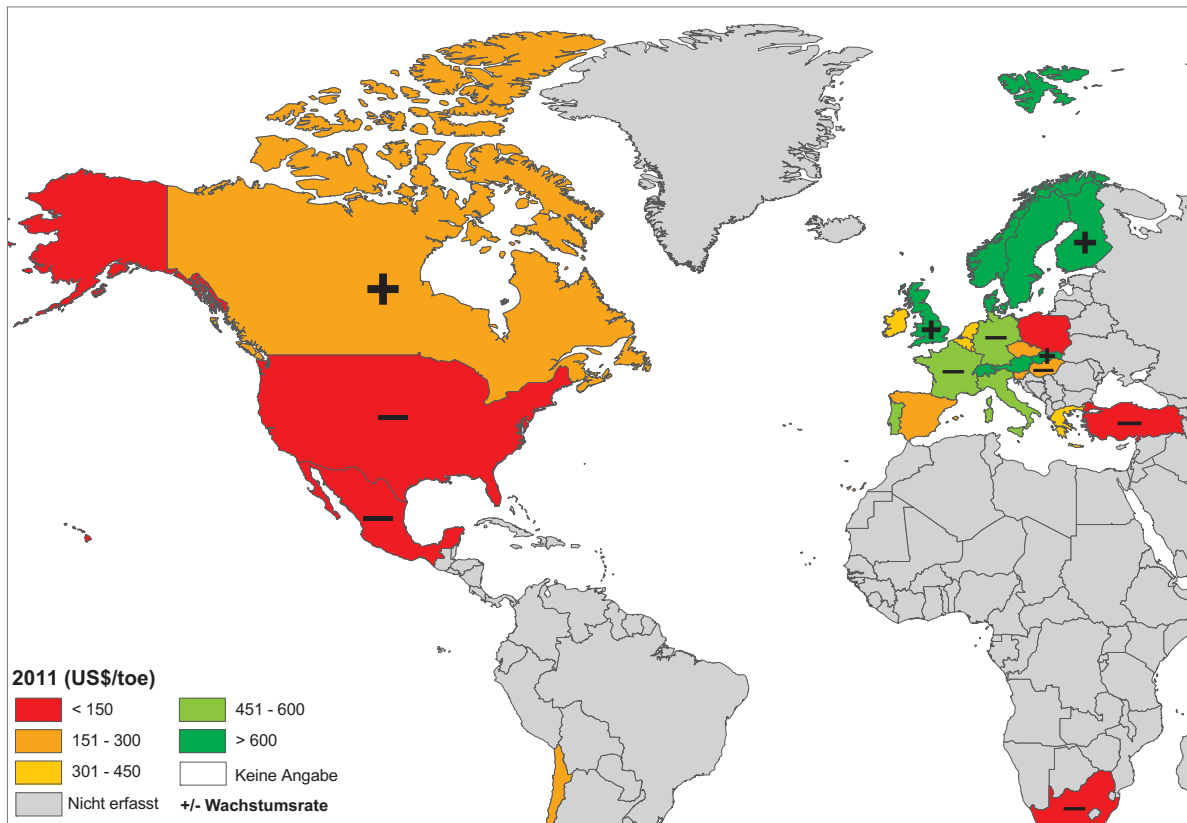 2011 (US$/toe)
< 150
151 - 300
301 - 450
Nicht erfasst
451 - 600
> 600
Keine Angabe
+/- Wachstumsrate